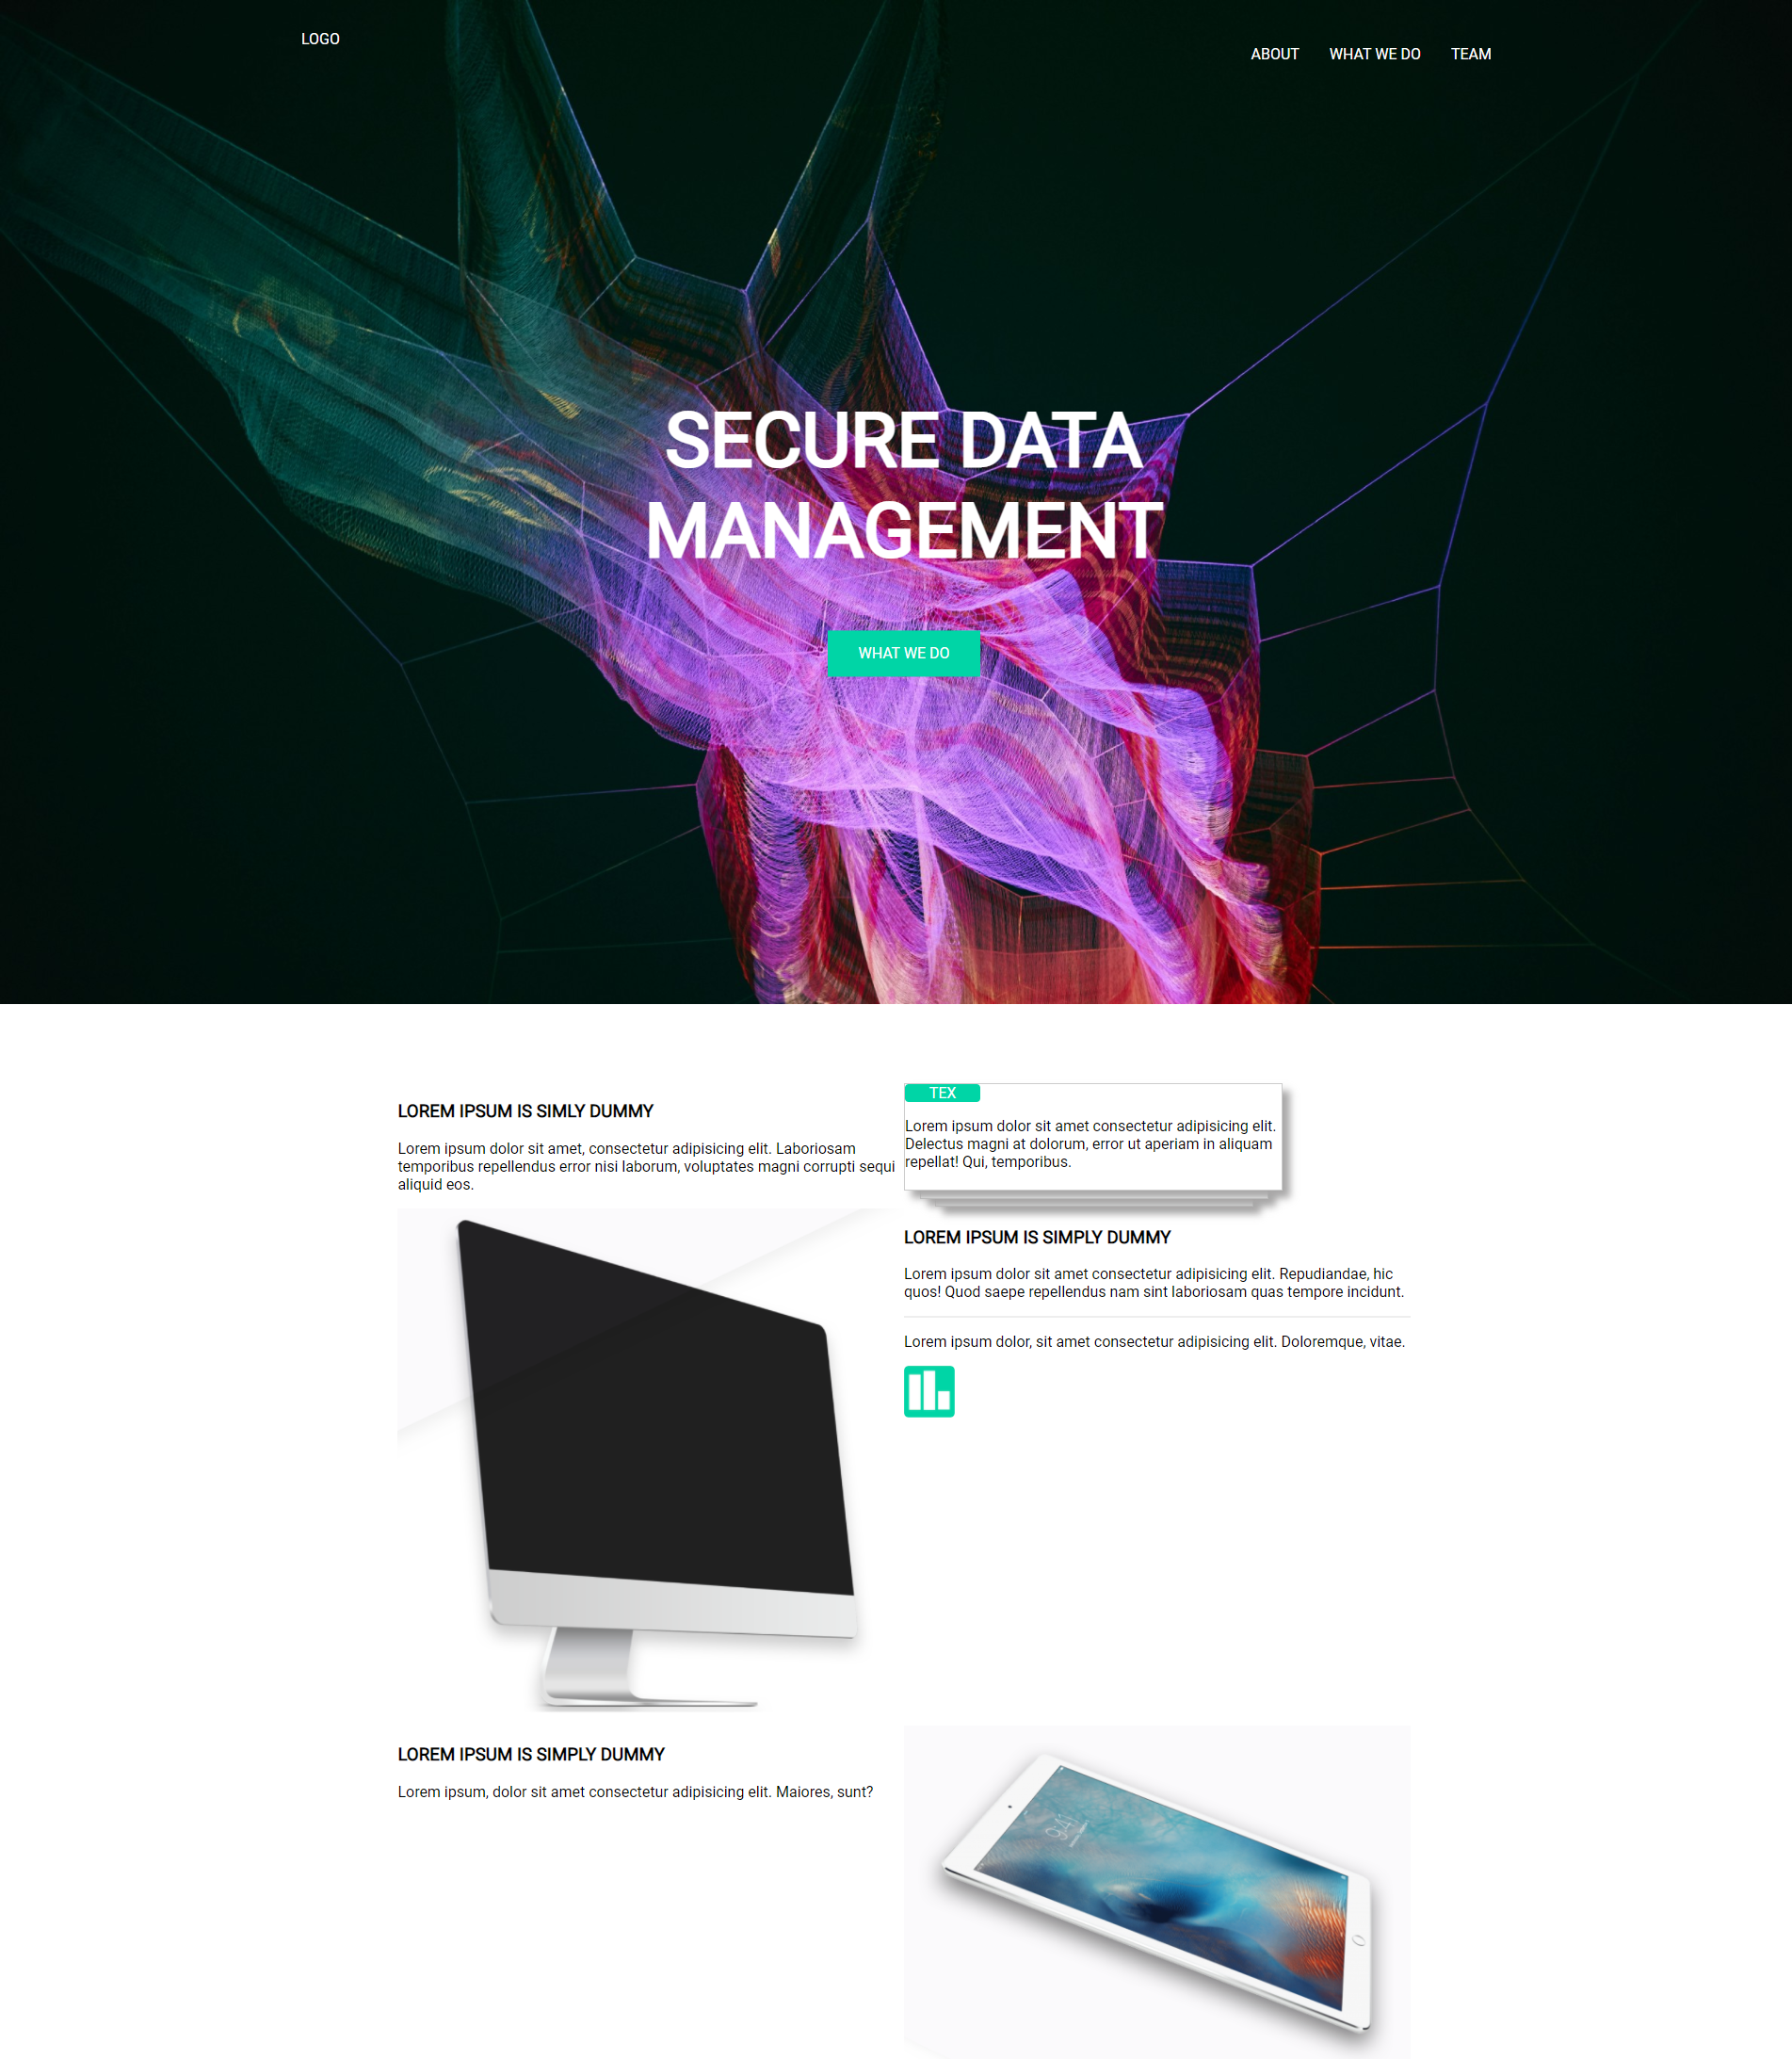 LOGO
ABOUT WHAT WE DO TEAM
SECURE DATA
MANAGEMENT
WHAT WE DO
LOREM IPSUM IS SIMLY DUMMY
Lorem ipsum dolor sit amet, consectetur adipisicing elit. Laboriosam
temporibus repellendus error nisi laborum, voluptates magni corrupti sequi
aliquid eos.
TEX
Lorem ipsum dolor sit amet consectetur adipisicing elit.
Delectus magni at dolorum, error ut aperiam in aliquam
repellat! Qui, temporibus.
LOREM IPSUM IS SIMPLY DUMMY
Lorem ipsum dolor sit amet consectetur adipisicing elit. Repudiandae, hic
quos! Quod saepe repellendus nam sint laboriosam quas tempore incidunt.
Lorem ipsum dolor, sit amet consectetur adipisicing elit. Doloremque, vitae.
LOREM IPSUM IS SIMPLY DUMMY
Lorem ipsum, dolor sit amet consectetur adipisicing elit. Maiores, sunt?
9:41